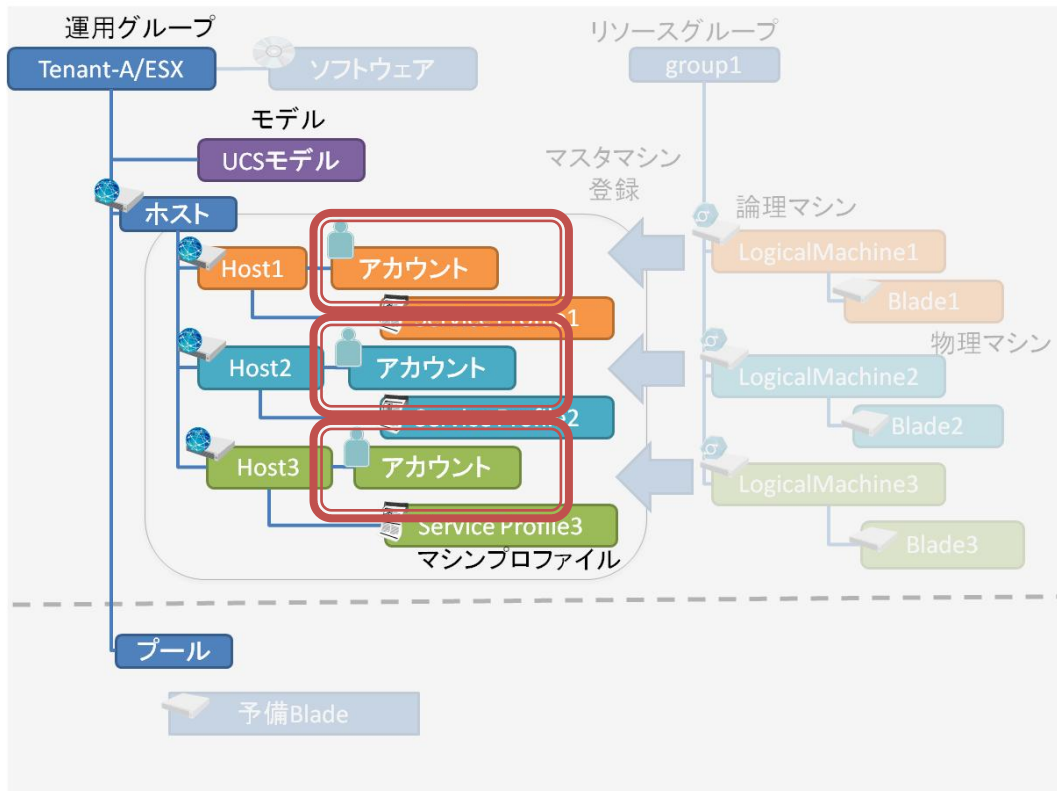 運用グループ
リソースグループ
Tenant-A/ESX
ソフトウェア
group1
モデル
UCSモデル
マスタマシン
登録
ホスト
論理マシン
Host1
アカウント
LogicalMachine1
Service Profile1
Blade1
物理マシン
Host2
アカウント
LogicalMachine2
Service Profile2
Blade2
Host3
アカウント
LogicalMachine3
Service Profile3
Blade3
マシンプロファイル
プール
予備Blade